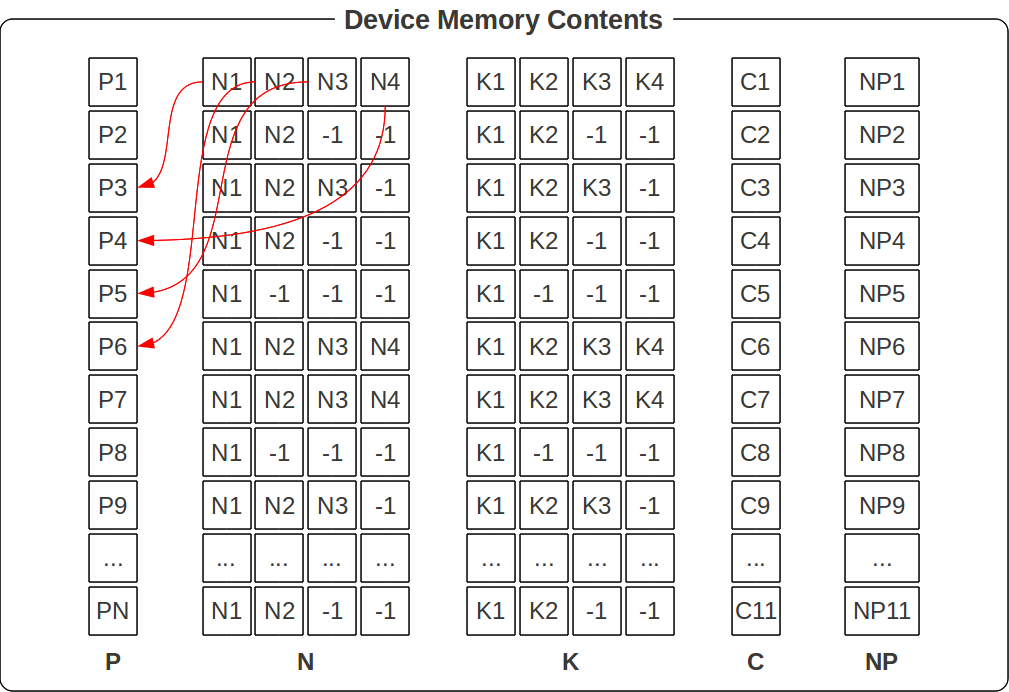 Device Memory Contents
P1 N1 N2 N3 N4 K1 K2 K3 K4 C1 NP1
P2 N1 N2 -1 -1 K1 K2 -1 -1 C2 NP2
P3 N1 N2 N3 -1 K1 K2 K3 -1 C3 NP3
P4 N1 N2 -1 -1 K1 K2 -1 -1 C4 NP4
P5 N1 -1 -1 -1 K1 -1 -1 -1 C5 NP5
P6 N1 N2 N3 N4 K1 K2 K3 K4 C6 NP6
P7 N1 N2 N3 N4 K1 K2 K3 K4 C7 NP7
P8 N1 -1 -1 -1 K1 -1 -1 -1 C8 NP8
P9 N1 N2 N3 -1 K1 K2 K3 -1 C9 NP9
... ... ... ... ... ... ... ... ... ... ...
PN N1 N2 -1 -1 K1 K2 -1 -1 C11 NP11
P N K C NP